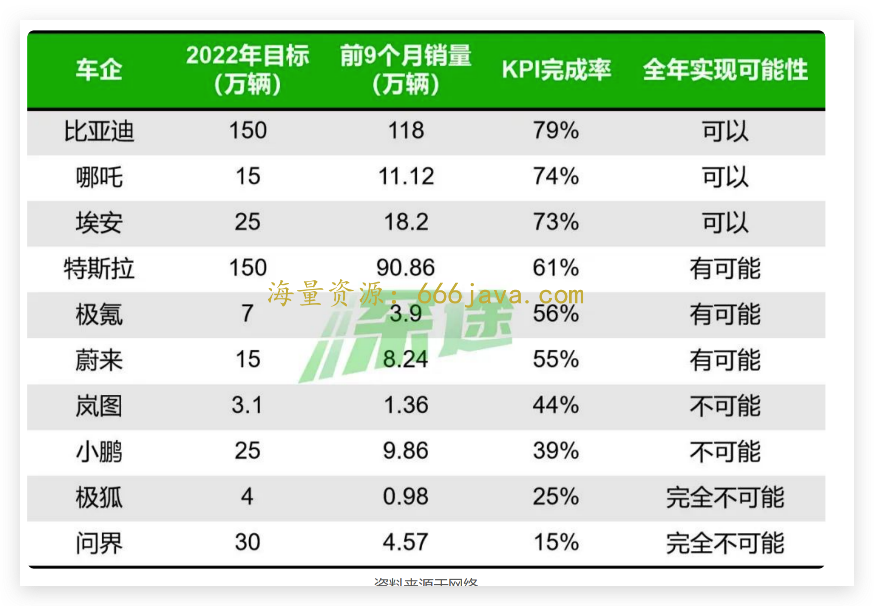 车企 2022年目标（万辆） 前9个月销量（万辆） KPI完成率 全年实现可能性
比亚迪 150 118 79% 可以
哪吒 15 11.12 74% 可以
埃安 25 18.2 73% 可以
特斯拉 150 90.86 61% 有可能
海量资源：666java.com
极氪 7 3.9 56% 有可能
深途
蔚来 15 8.24 55% 有可能
岚图 3.1 1.36 44% 不可能
小鹏 25 9.86 39% 不可能
极狐 4 0.98 25% 完全不可能
问界 30 4.57 15% 完全不可能
资料来源于网络